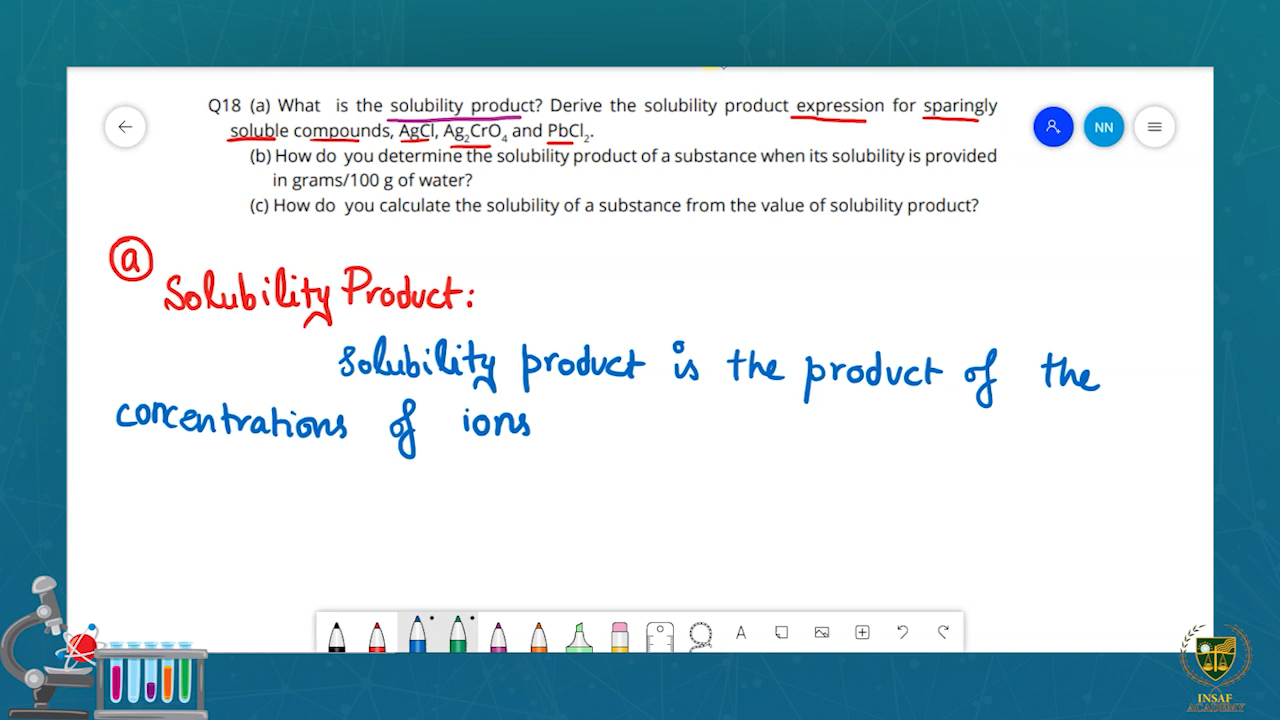 Q18 (a) What is the solubility product? Derive the solubility product expression for sparingly
soluble compounds, AgCl, Ag₂CrO₄ and PbCl₂.
(b) How do you determine the solubility product of a substance when its solubility is provided
in grams/100 g of water?
(c) How do you calculate the solubility of a substance from the value of solubility product?
NN
(a)
Solubility Product:
Solubility product is the product of the
concentrations of ions
A
INSAF
ACADEMY